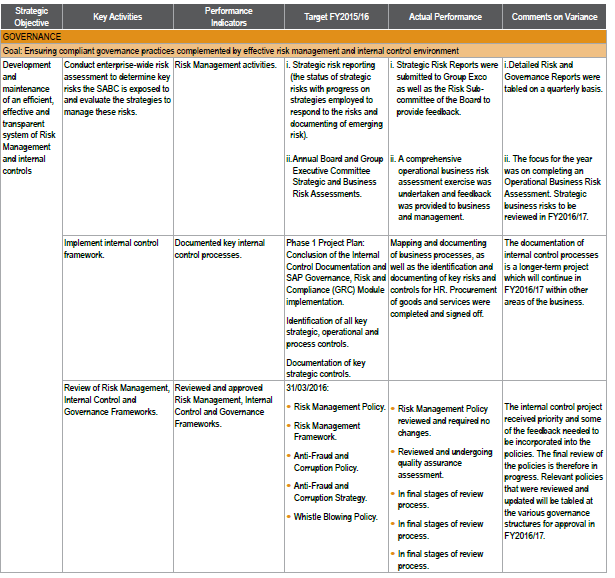 Strategic
Objective
Key Activities
Performance
Indicators
Target FY2015/16
Actual Performance
Comments on Variance
GOVERNANCE
Goal: Ensuring compliant governance practices complemented by effective risk management and internal control environment
Development
and
maintenance
of an efficient,
effective and
transparent
system of Risk
Management
and internal
controls
Conduct enterprise-wide risk
assessment to determine key
risks the SABC is exposed to
and evaluate the strategies to
manage these risks.
Risk Management activities.
i. Strategic risk reporting
(the status of strategic
risks with progress on
strategies employed to
respond to the risks and
documenting of emerging
risk).
ii.Annual Board and Group
Executive Committee
Strategic and Business
Risk Assessments.
i. Strategic Risk Reports were
submitted to Group Exco
as well as the Risk Sub-
committee of the Board to
provide feedback.
ii. A comprehensive
operational business risk
assessment exercise was
undertaken and feedback
was provided to business
and management.
i.Detailed Risk and
Governance Reports were
tabled on a quarterly basis.
ii. The focus for the year
was on completing an
Operational Business Risk
Assessment. Strategic
business risks to be
reviewed in FY2016/17.
Implement internal control
framework.
Documented key internal
control processes.
Phase 1 Project Plan:
Conclusion of the Internal
Control Documentation and
SAP Governance, Risk and
Compliance (GRC) Module
implementation.
Identification of all key
strategic, operational and
process controls.
Documentation of key
strategic controls.
Mapping and documenting
of business processes, as
well as the identification and
documenting of key risks and
controls for HR. Procurement
of goods and services were
completed and signed off.
The documentation of
internal control processes
is a longer-term project
which will continue in
FY2016/17 within other
areas of the business.
Review of Risk Management,
Internal Control and
Governance Frameworks.
Reviewed and approved
Risk Management, Internal
Control and Governance
Frameworks.
31/03/2016:
• Risk Management Policy.
• Risk Management
Framework.
• Anti-Fraud and
Corruption Policy.
• Anti-Fraud and
Corruption Strategy.
• Whistle Blowing Policy.
• Risk Management Policy
reviewed and required no
changes.
• Reviewed and undergoing
quality assurance
assessment.
• In final stages of review
process.
• In final stages of review
process.
• In final stages of review
process.
The internal control project
received priority and some
of the feedback needed to
be incorporated into the
policies. The final review of
the policies is therefore in
progress. Relevant policies
that were reviewed and
updated will be tabled at
the various governance
structures for approval in
FY2016/17.